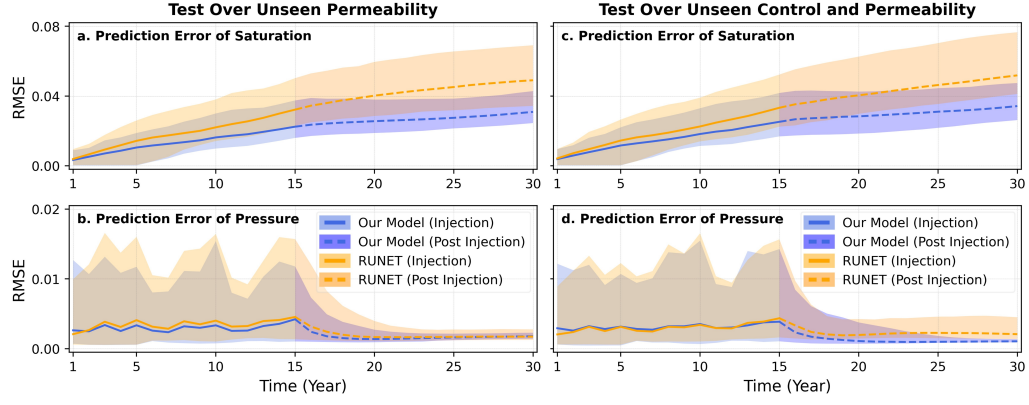 Test Over Unseen Permeability
Test Over Unseen Control and Permeability
a. Prediction Error of Saturation
c. Prediction Error of Saturation
RMSE
0.08
0.04
0.00
1 5 10 15 20 25 30
1 5 10 15 20 25 30
b. Prediction Error of Pressure
Our Model (Injection)
Our Model (Post Injection)
RUNET (Injection)
RUNET (Post Injection)
d. Prediction Error of Pressure
Our Model (Injection)
Our Model (Post Injection)
RUNET (Injection)
RUNET (Post Injection)
RMSE
0.02
0.01
0.00
1 5 10 15 20 25 30
1 5 10 15 20 25 30
Time (Year)
Time (Year)